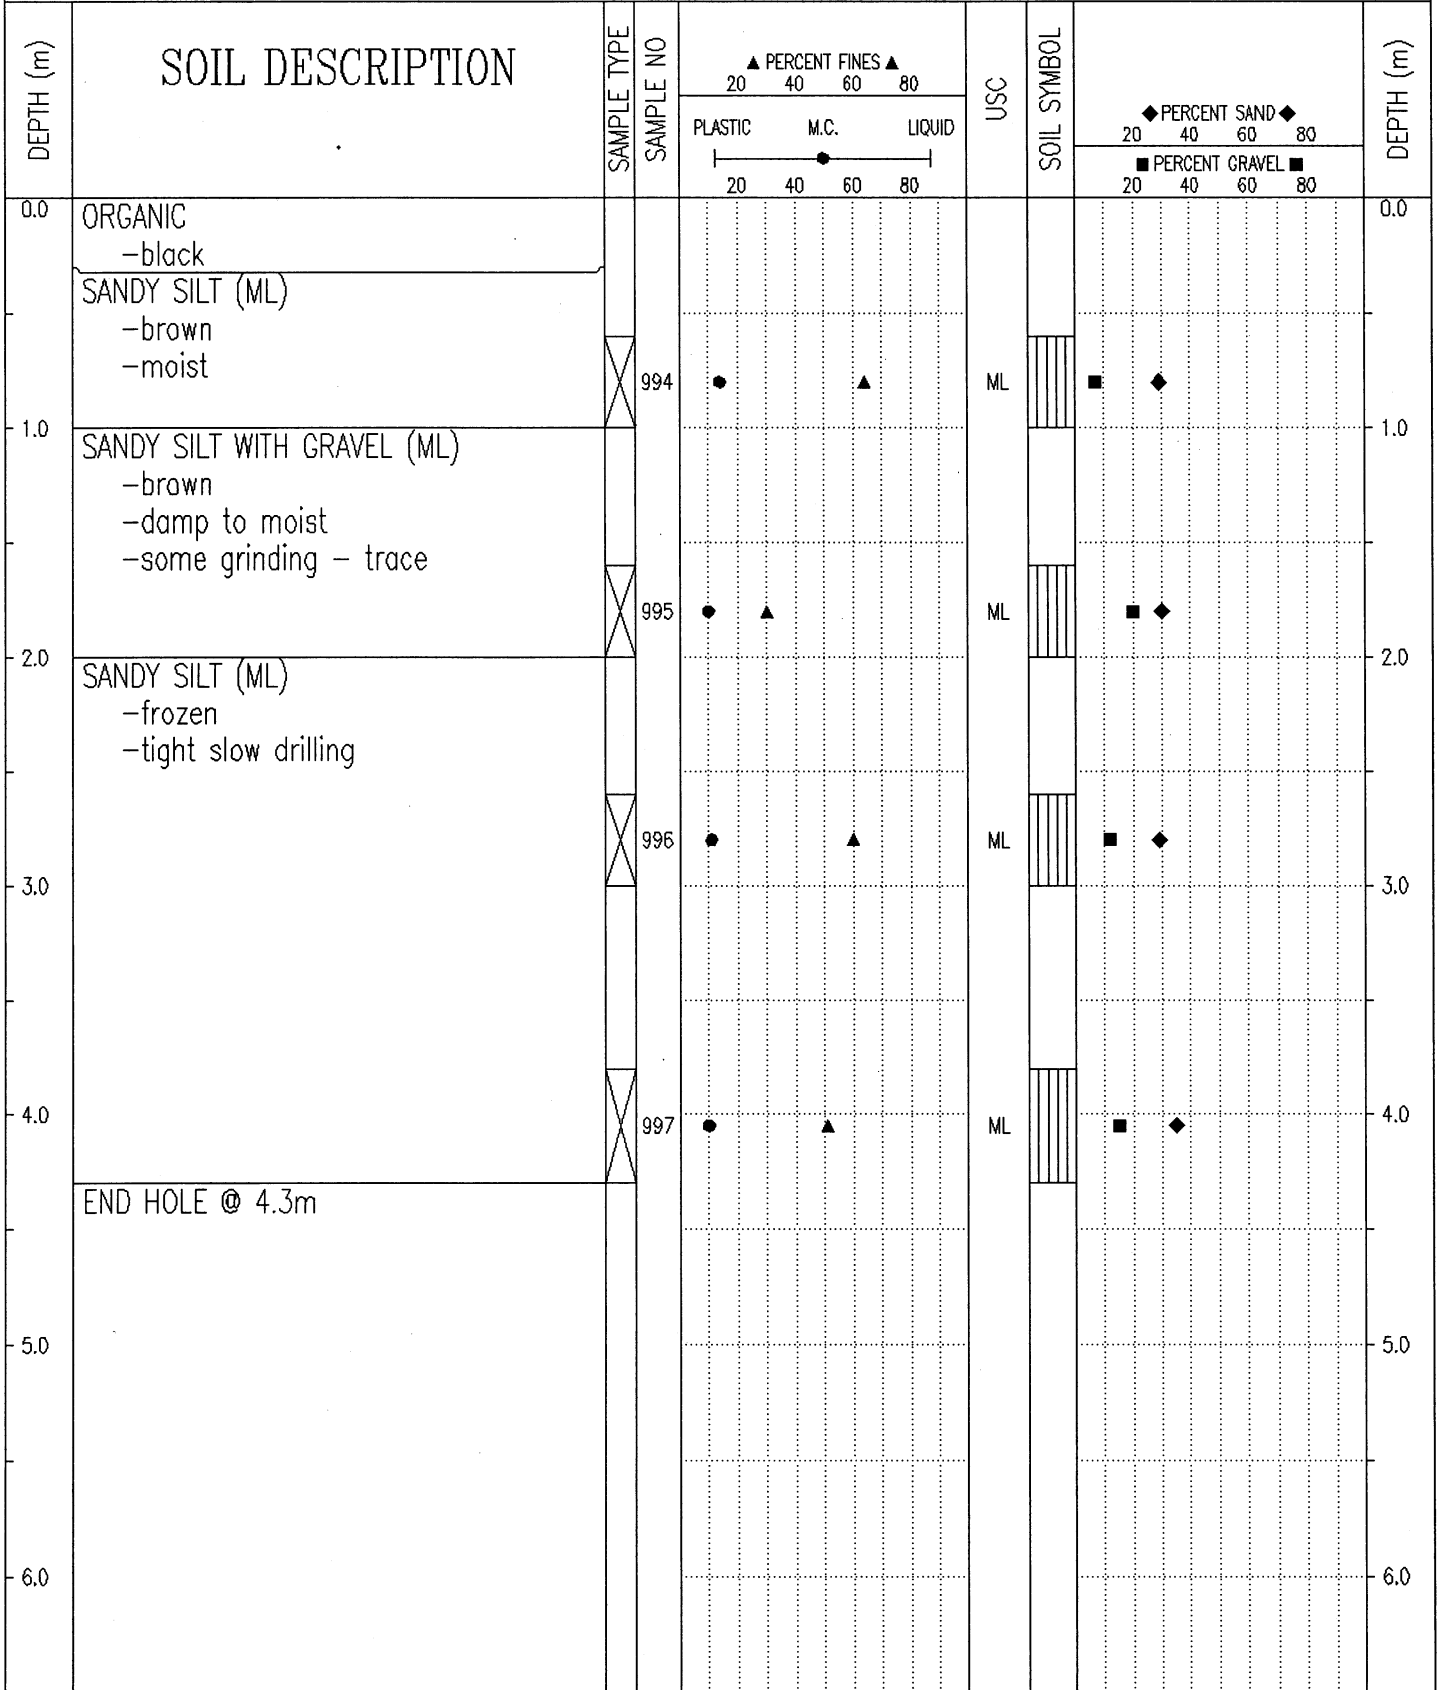 DEPTH (m)
SOIL DESCRIPTION
SAMPLE TYPE
SAMPLE NO
▲ PERCENT FINES ▲
20 40 60 80
PLASTIC M.C. LIQUID
20 40 60 80
USC
SOIL SYMBOL
◆ PERCENT SAND ◆
20 40 60 80
■ PERCENT GRAVEL ■
20 40 60 80
DEPTH (m)
0.0 0.0
ORGANIC
-black
SANDY SILT (ML)
-brown
-moist
994 ML
1.0 1.0
SANDY SILT WITH GRAVEL (ML)
-brown
-damp to moist
-some grinding - trace
995 ML
2.0 2.0
SANDY SILT (ML)
-frozen
-tight slow drilling
996 ML
3.0 3.0
4.0 4.0
997 ML
END HOLE @ 4.3m
5.0 5.0
6.0 6.0